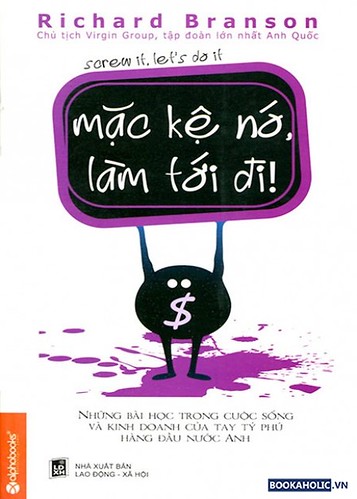 Richard Branson
Chủ tịch Virgin Group, tập đoàn lớn nhất Anh Quốc
screw it, let's do it
mặc kệ nó,
làm tới đi!
$
NHỮNG BÀI HỌC TRONG CUỘC SỐNG
VÀ KINH DOANH CỦA TAY TỶ PHÚ
HÀNG ĐẦU NƯỚC ANH
alphabooks
LĐ
XH
NHÀ XUẤT BẢN
LAO ĐỘNG - XÃ HỘI
BOOKAHOLIC.VN